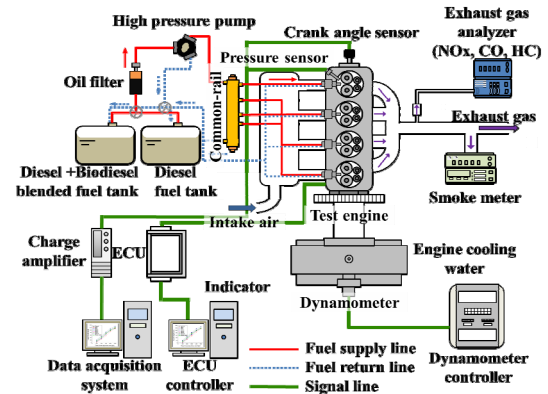 High pressure pump
Crank angle sensor
Exhaust gas
analyzer
(NOx, CO, HC)
Pressure sensor
Oil filter
Common-rail
Exhaust gas
Diesel +Biodiesel
blended fuel tank
Diesel
fuel tank
Smoke meter
Intake air
Test engine
Charge
amplifier
ECU
Engine cooling
water
Indicator
Dynamometer
Data acquisition
system
ECU
controller
Fuel supply line
Fuel return line
Signal line
Dynamometer
controller